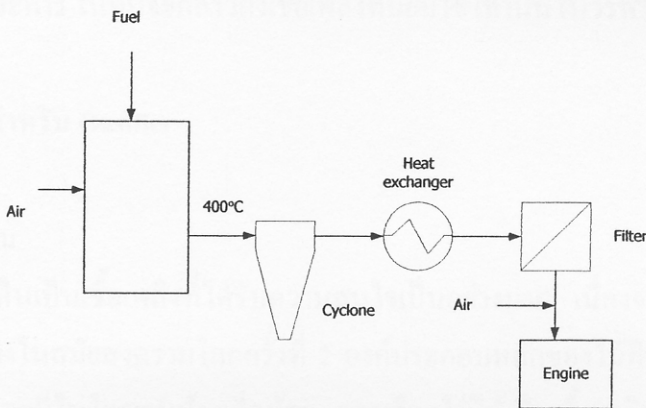 Fuel
Air
400°C
Cyclone
Heat
exchanger
Filter
Air
Engine